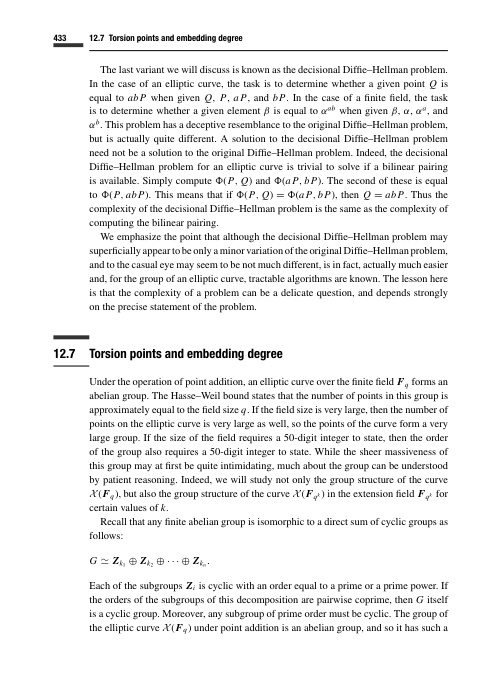 433 12.7 Torsion points and embedding degree
The last variant we will discuss is known as the decisional Diffie–Hellman problem.
In the case of an elliptic curve, the task is to determine whether a given point Q is
equal to abP when given Q, P, aP, and bP. In the case of a finite field, the task
is to determine whether a given element β is equal to αᵃᵇ when given β, α, αᵃ, and
αᵇ. This problem has a deceptive resemblance to the original Diffie–Hellman problem,
but is actually quite different. A solution to the decisional Diffie–Hellman problem
need not be a solution to the original Diffie–Hellman problem. Indeed, the decisional
Diffie–Hellman problem for an elliptic curve is trivial to solve if a bilinear pairing
is available. Simply compute Φ(P, Q) and Φ(aP, bP). The second of these is equal
to Φ(P, abP). This means that if Φ(P, Q) = Φ(aP, bP), then Q = abP. Thus the
complexity of the decisional Diffie–Hellman problem is the same as the complexity of
computing the bilinear pairing.
We emphasize the point that although the decisional Diffie–Hellman problem may
superficially appear to be only a minor variation of the original Diffie–Hellman problem,
and to the casual eye may seem to be not much different, is in fact, actually much easier
and, for the group of an elliptic curve, tractable algorithms are known. The lesson here
is that the complexity of a problem can be a delicate question, and depends strongly
on the precise statement of the problem.
12.7 Torsion points and embedding degree
Under the operation of point addition, an elliptic curve over the finite field F_q forms an
abelian group. The Hasse–Weil bound states that the number of points in this group is
approximately equal to the field size q. If the field size is very large, then the number of
points on the elliptic curve is very large as well, so the points of the curve form a very
large group. If the size of the field requires a 50-digit integer to state, then the order
of the group also requires a 50-digit integer to state. While the sheer massiveness of
this group may at first be quite intimidating, much about the group can be understood
by patient reasoning. Indeed, we will study not only the group structure of the curve
X(F_q), but also the group structure of the curve X(F_{q^k}) in the extension field F_{q^k} for
certain values of k.
Recall that any finite abelian group is isomorphic to a direct sum of cyclic groups as
follows:
G ≃ Z_{k_1} ⊕ Z_{k_2} ⊕ ··· ⊕ Z_{k_n}.
Each of the subgroups Z_i is cyclic with an order equal to a prime or a prime power. If
the orders of the subgroups of this decomposition are pairwise coprime, then G itself
is a cyclic group. Moreover, any subgroup of prime order must be cyclic. The group of
the elliptic curve X(F_q) under point addition is an abelian group, and so it has such a